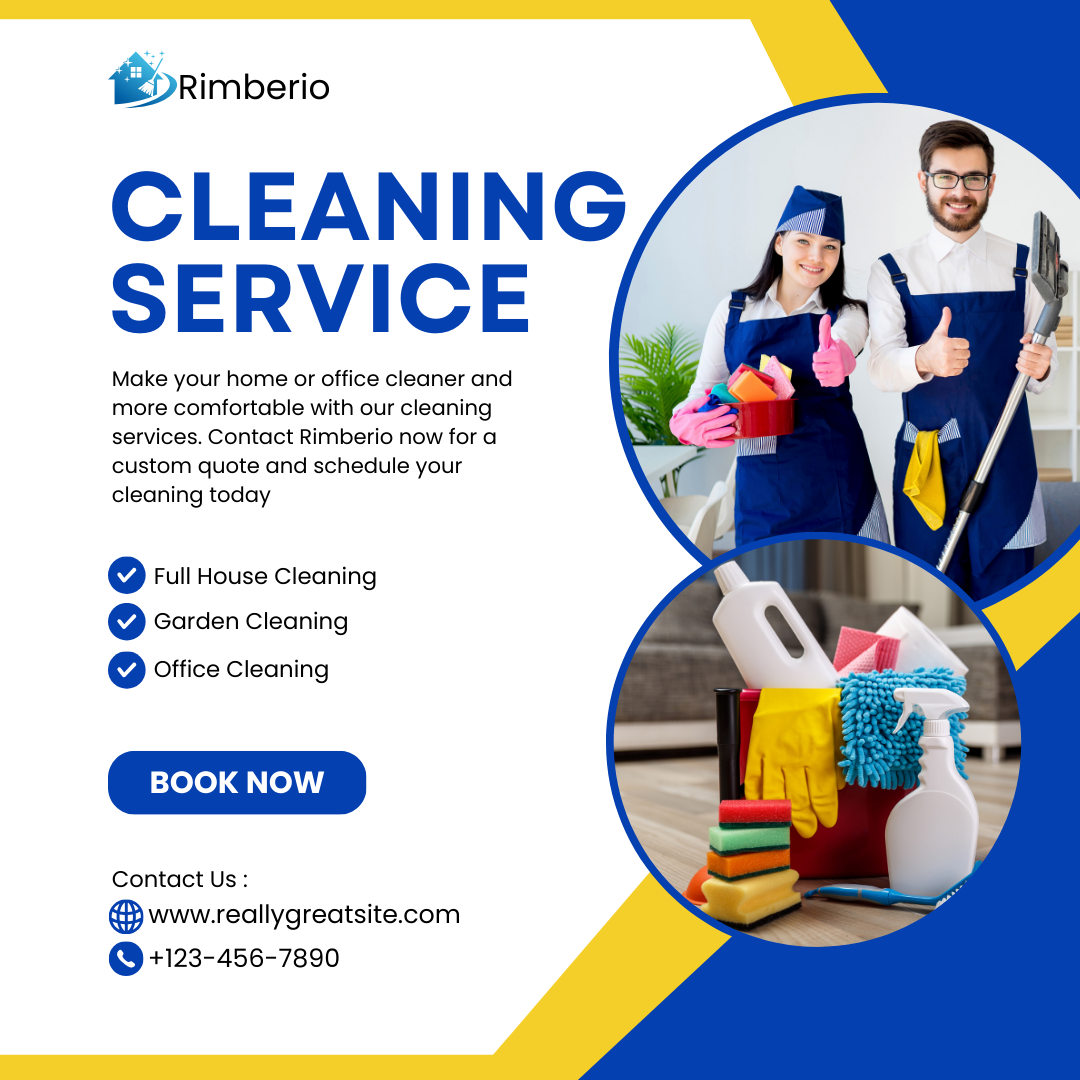 Rimberio
CLEANING
SERVICE
Make your home or office cleaner and
more comfortable with our cleaning
services. Contact Rimberio now for a
custom quote and schedule your
cleaning today
Full House Cleaning
Garden Cleaning
Office Cleaning
BOOK NOW
Contact Us :
www.reallygreatsite.com
+123-456-7890